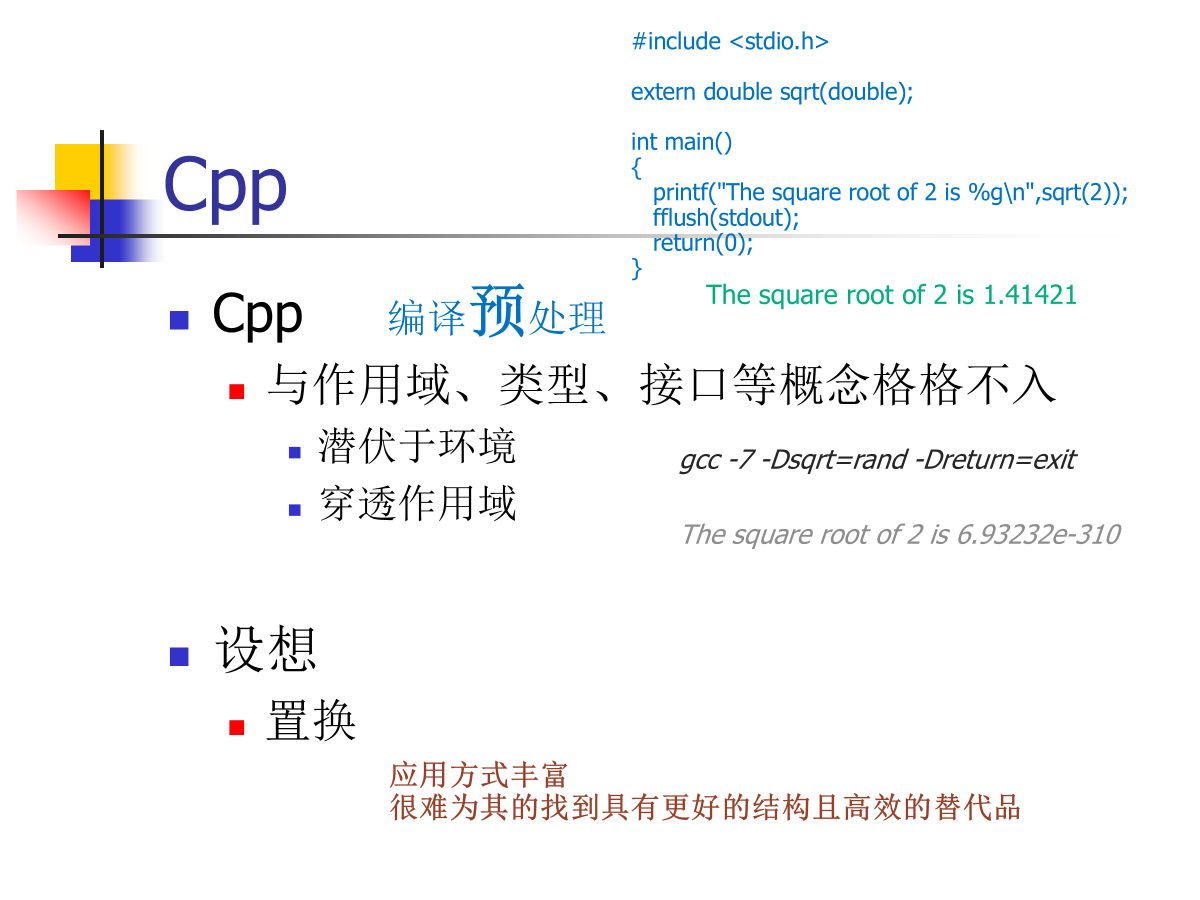 #include <stdio.h>
extern double sqrt(double);
int main()
{
printf("The square root of 2 is %g\n",sqrt(2));
fflush(stdout);
return(0);
}
The square root of 2 is 1.41421
Cpp
Cpp 编译预处理
与作用域、类型、接口等概念格格不入
潜伏于环境
穿透作用域
gcc -7 -Dsqrt=rand -Dreturn=exit
The square root of 2 is 6.93232e-310
设想
置换
应用方式丰富
很难为其的找到具有更好的结构且高效的替代品